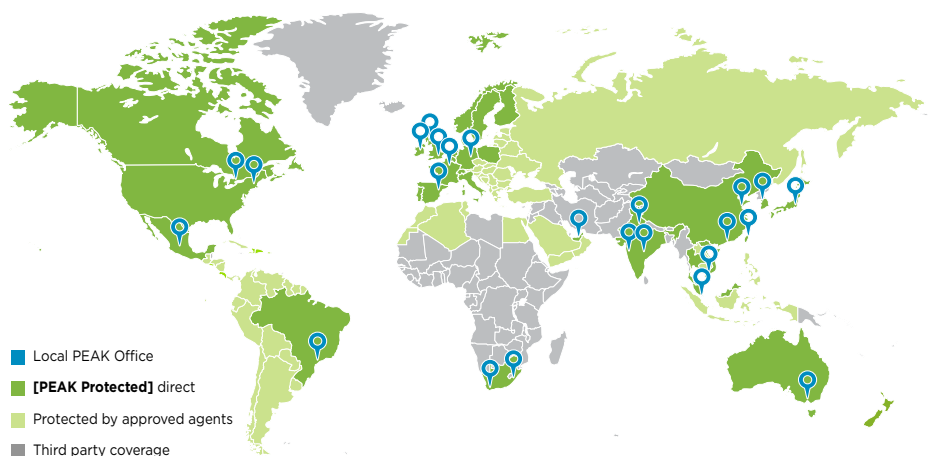 Local PEAK Office
[PEAK Protected] direct
Protected by approved agents
Third party coverage